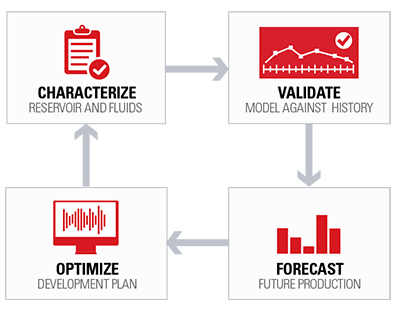 CHARACTERIZE
RESERVOIR AND FLUIDS
VALIDATE
MODEL AGAINST HISTORY
OPTIMIZE
DEVELOPMENT PLAN
FORECAST
FUTURE PRODUCTION